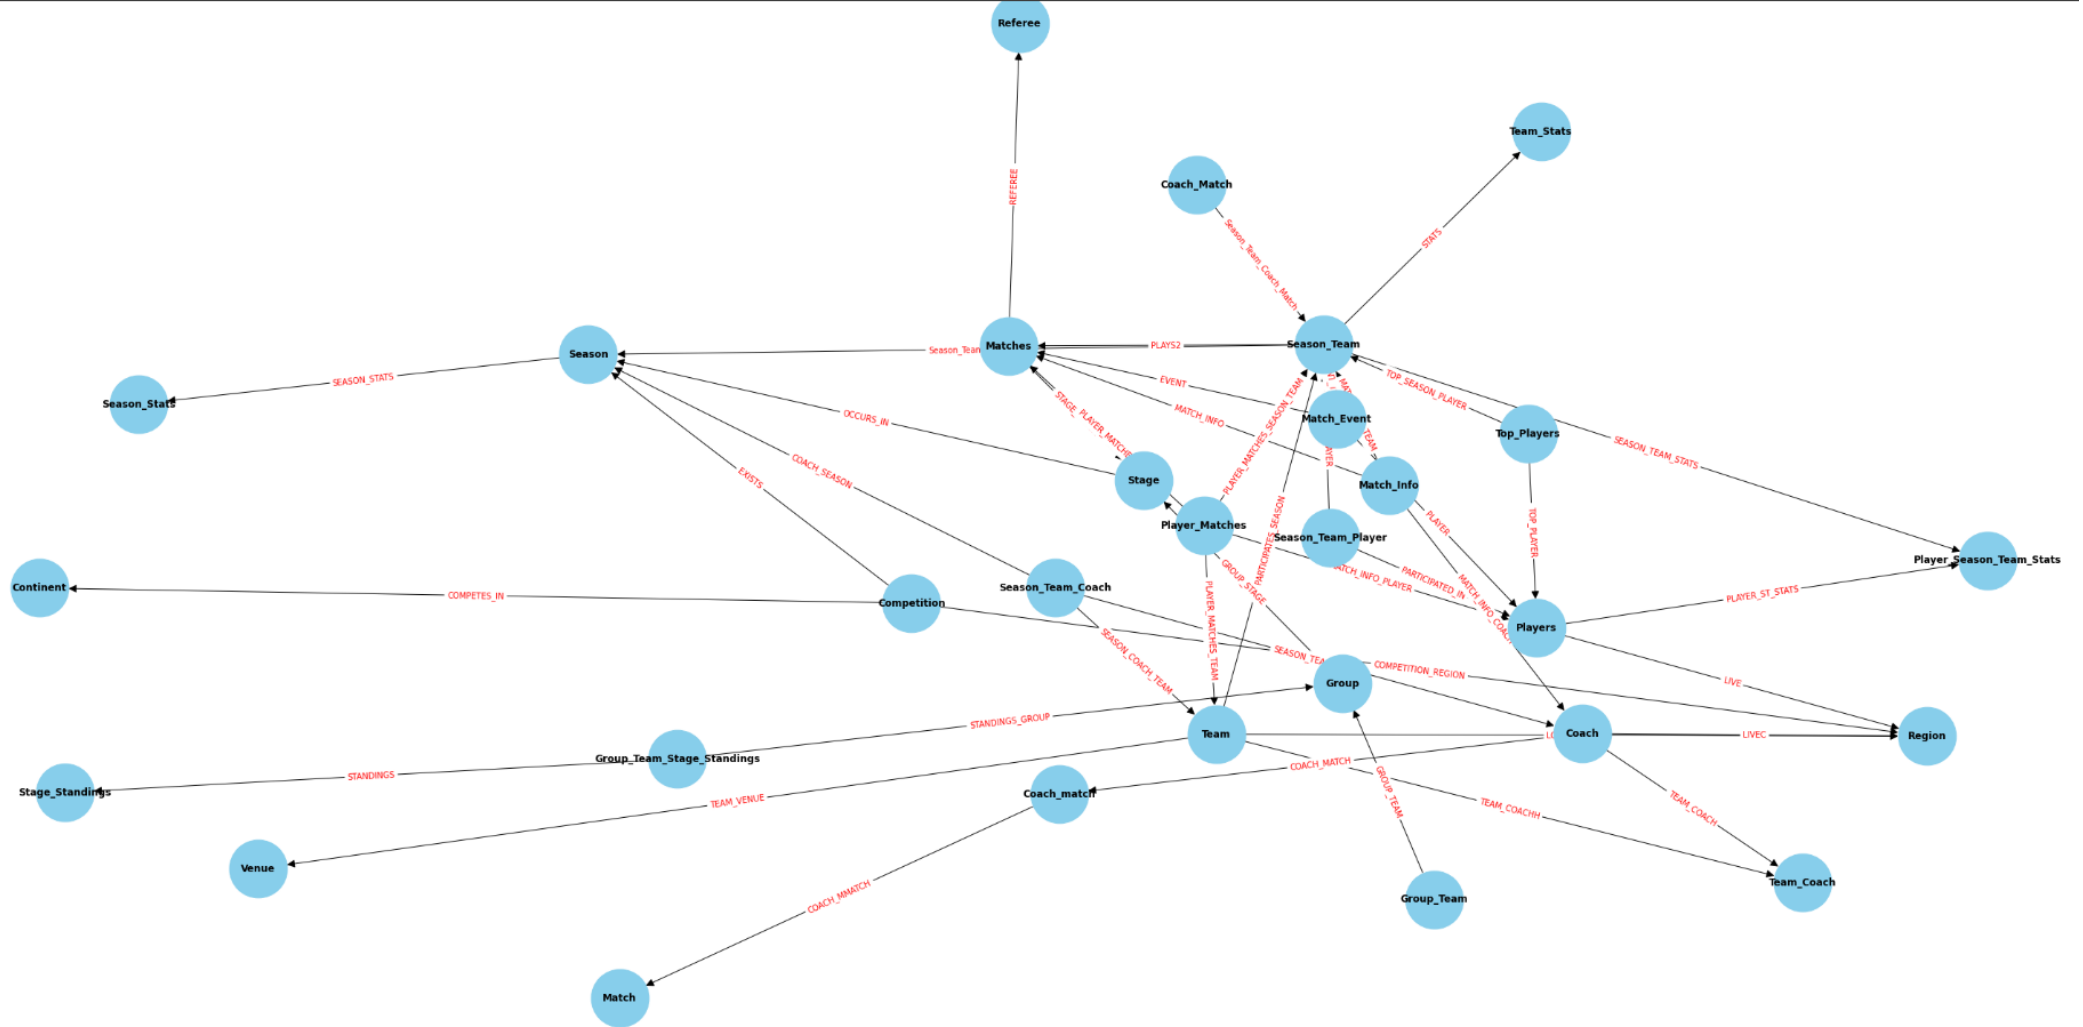 Referee
Team_Stats
REFEREE
Coach_Match
STATS
Season_Team_Coach_Match
Season
Matches
PLAYS2
Season_Team
SEASON_STATS
EVENT
TOP_SEASON_PLAYER
Season_Stats
OCCURS_IN
MATCH_INFO
PLAYER_MATCHES_SEASON_TEAM
Match_Event
Top_Players
SEASON_TEAM_STATS
COACH_SEASON
EXISTS
Stage
Match_Info
Player_Matches
PLAYER
TOP_PLAYER
Season_Team_Player
PARTICIPATES_SEASON
Player_Season_Team_Stats
Continent
COMPETES_IN
Competition
Season_Team_Coach
GROUP_STAGE
PARTICIPATED_IN
PLAYER_ST_STATS
PLAYER_MATCHES_TEAM
Players
SEASON_COACH_TEAM
COMPETITION_REGION
LIVE
Group
STANDINGS_GROUP
Team
Coach
LIVEC
Region
Group_Team_Stage_Standings
STANDINGS
COACH_MATCH
Stage_Standings
TEAM_VENUE
Coach_match
GROUP_TEAM
TEAM_COACHH
TEAM_COACH
Venue
COACH_MMATCH
Group_Team
Team_Coach
Match